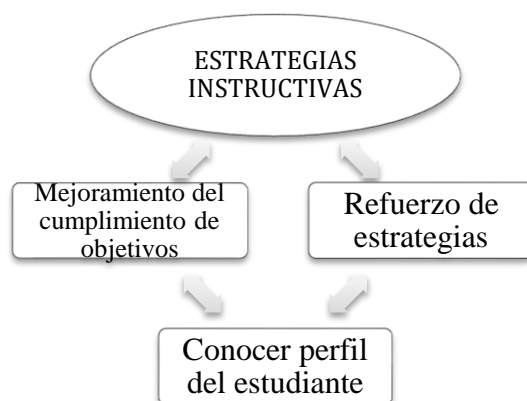 ESTRATEGIAS
INSTRUCTIVAS
Mejoramiento del
cumplimiento de
objetivos
Refuerzo de
estrategias
Conocer perfil
del estudiante